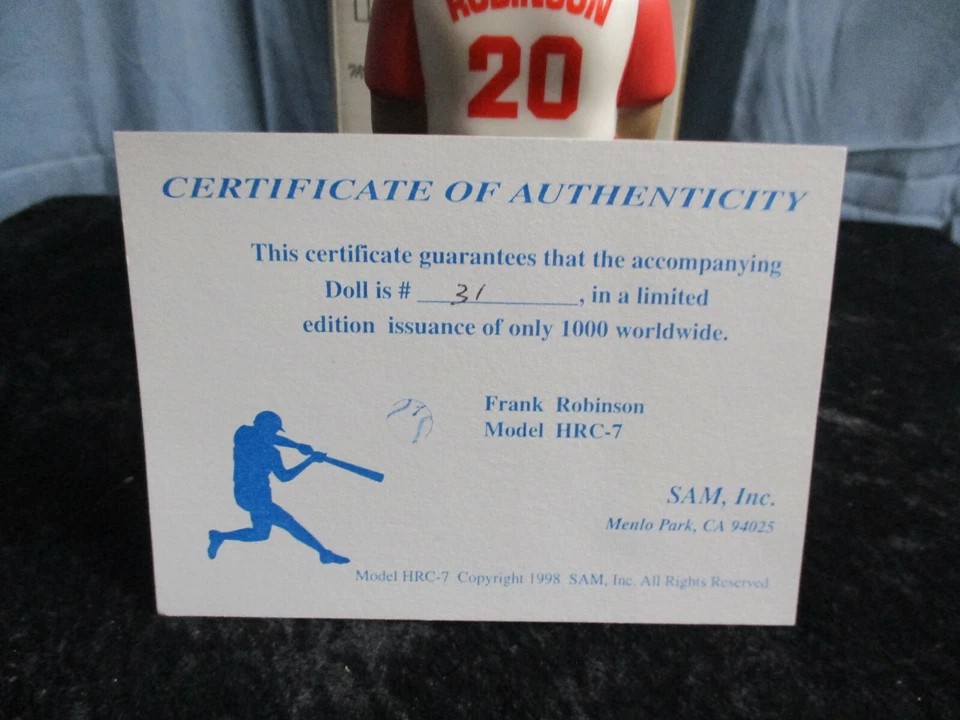 ROBINSON
20
CERTIFICATE OF AUTHENTICITY
This certificate guarantees that the accompanying
Doll is # 31, in a limited
edition issuance of only 1000 worldwide.
Frank Robinson
Model HRC-7
SAM, Inc.
Menlo Park, CA 94025
Model HRC-7 Copyright 1998 SAM, Inc. All Rights Reserved